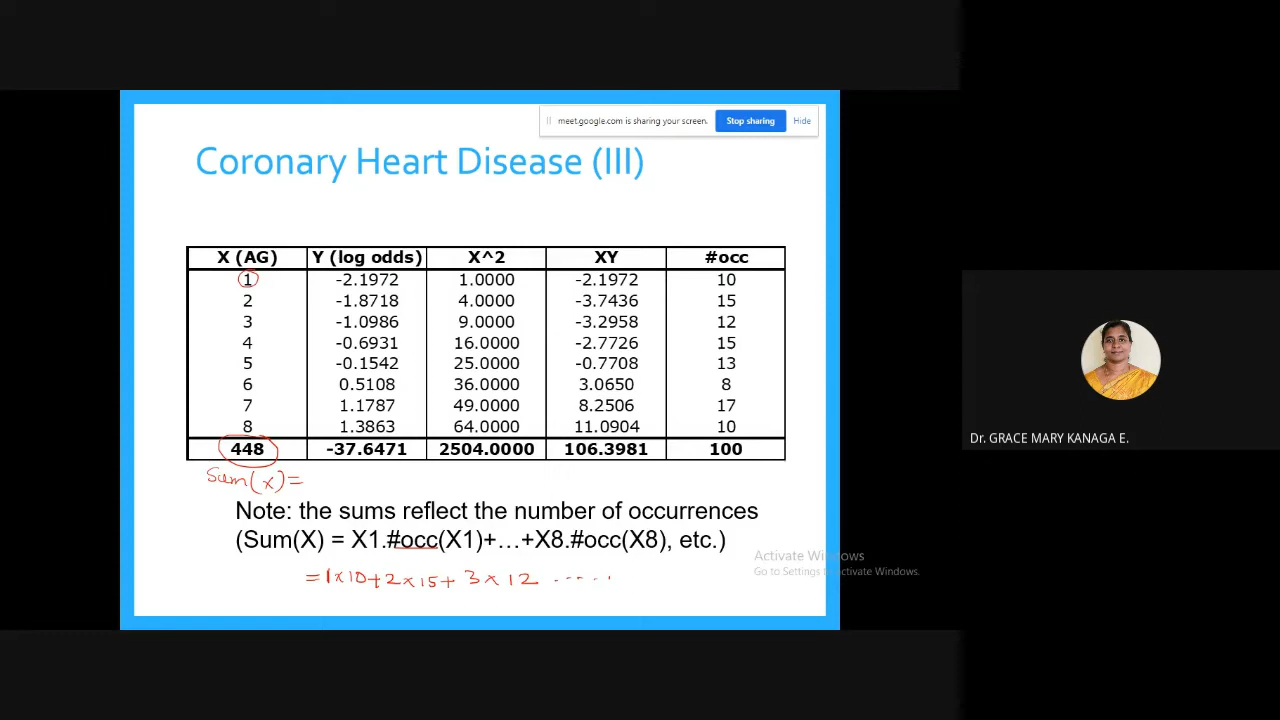 meet.google.com is sharing your screen. Stop sharing Hide
Coronary Heart Disease (III)
X (AG) Y (log odds) X^2 XY #occ
1 -2.1972 1.0000 -2.1972 10
2 -1.8718 4.0000 -3.7436 15
3 -1.0986 9.0000 -3.2958 12
4 -0.6931 16.0000 -2.7726 15
5 -0.1542 25.0000 -0.7708 13
6 0.5108 36.0000 3.0650 8
7 1.1787 49.0000 8.2506 17
8 1.3863 64.0000 11.0904 10
448 -37.6471 2504.0000 106.3981 100
Sum(x)=
Note: the sums reflect the number of occurrences
(Sum(X) = X1.#occ(X1)+…+X8.#occ(X8), etc.)
=1x10+2x15+ 3x12 ......
Activate Windows
Go to Settings to activate Windows.
Dr. GRACE MARY KANAGA E.